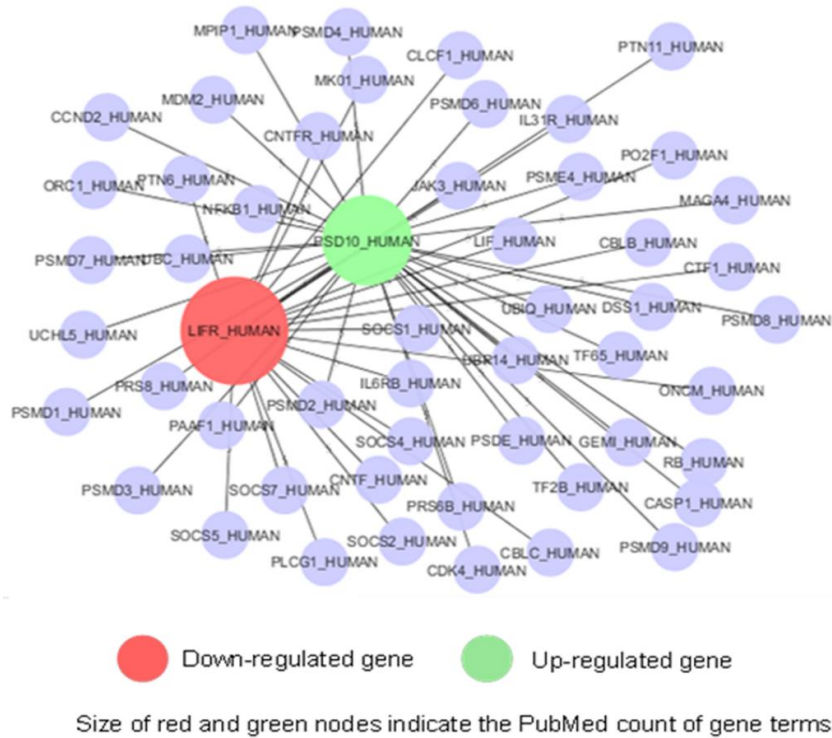 MPIP1_HUMAN
PSMD4_HUMAN
CLCF1_HUMAN
PTN11_HUMAN
MK01_HUMAN
MDM2_HUMAN
PSMD6_HUMAN
CCND2_HUMAN
IL31R_HUMAN
CNTFR_HUMAN
PO2F1_HUMAN
PTN6_HUMAN
ORC1_HUMAN
JAK3_HUMAN
PSME4_HUMAN
MAGA4_HUMAN
NFKB1_HUMAN
PSD10_HUMAN
LIF_HUMAN
CBLB_HUMAN
PSMD7_HUMAN
UBC_HUMAN
CTF1_HUMAN
UBIQ_HUMAN
DSS1_HUMAN
PSMD8_HUMAN
UCHL5_HUMAN
LIFR_HUMAN
SOCS1_HUMAN
UBP14_HUMAN
TF65_HUMAN
PRS8_HUMAN
IL6RB_HUMAN
ONCM_HUMAN
PSMD1_HUMAN
PSMD2_HUMAN
PAAF1_HUMAN
SOCS4_HUMAN
PSDE_HUMAN
GEMI_HUMAN
RB_HUMAN
PSMD3_HUMAN
SOCS7_HUMAN
CNTF_HUMAN
TF2B_HUMAN
CASP1_HUMAN
PRS6B_HUMAN
SOCS5_HUMAN
SOCS2_HUMAN
CBLC_HUMAN
PSMD9_HUMAN
PLCG1_HUMAN
CDK4_HUMAN
Down-regulated gene
Up-regulated gene
Size of red and green nodes indicate the PubMed count of gene terms